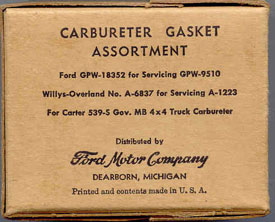 CARBURETER GASKET
ASSORTMENT
Ford GPW-18352 for Servicing GPW-9510
Willys-Overland No. A-6837 for Servicing A-1223
For Carter 539-S Gov. MB 4x4 Truck Carbureter
Distributed by
Ford Motor Company
DEARBORN, MICHIGAN
Printed and contents made in U. S. A.